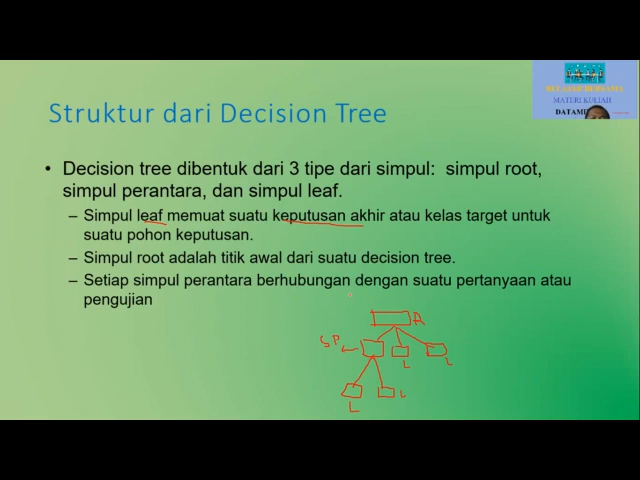 BELAJAR BERSAMA
MATERI KULIAH
Struktur dari Decision Tree
• Decision tree dibentuk dari 3 tipe dari simpul: simpul root,
simpul perantara, dan simpul leaf.
– Simpul leaf memuat suatu keputusan akhir atau kelas target untuk
suatu pohon keputusan.
– Simpul root adalah titik awal dari suatu decision tree.
– Setiap simpul perantara berhubungan dengan suatu pertanyaan atau
pengujian
R
SP
L
L
L
L